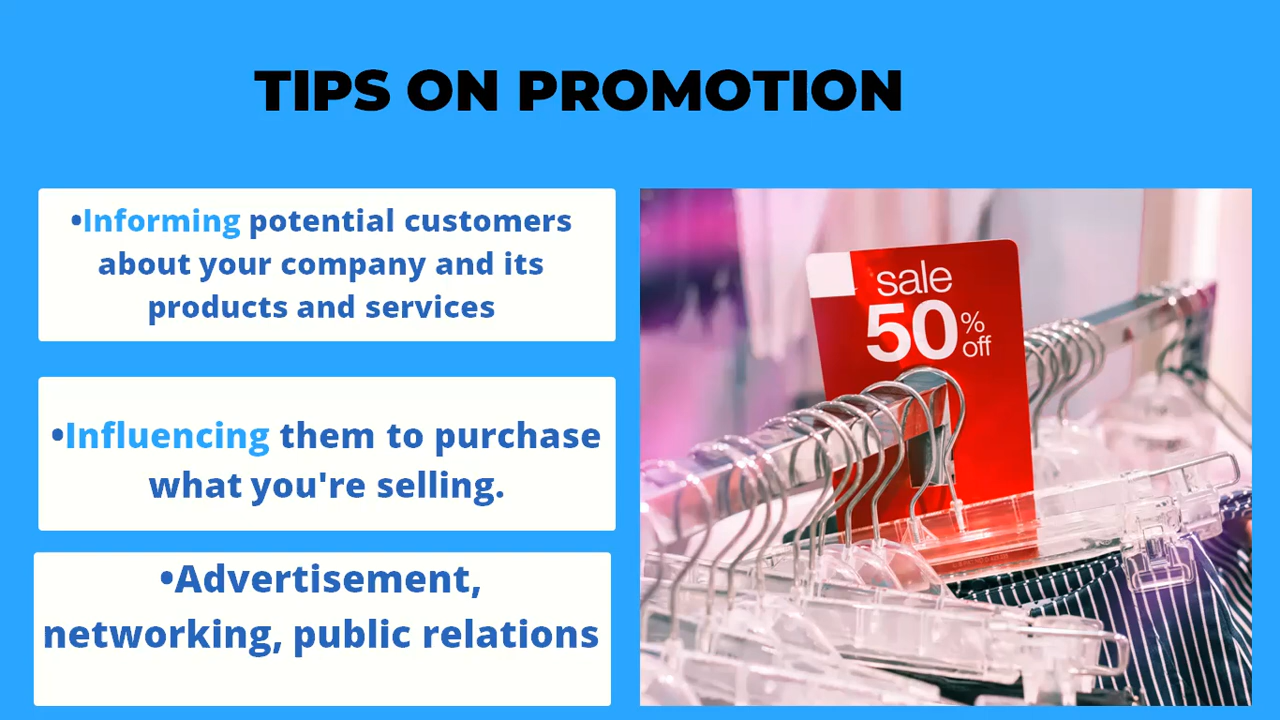 TIPS ON PROMOTION
•Informing potential customers
about your company and its
products and services
•Influencing them to purchase
what you're selling.
•Advertisement,
networking, public relations
sale
50%
off